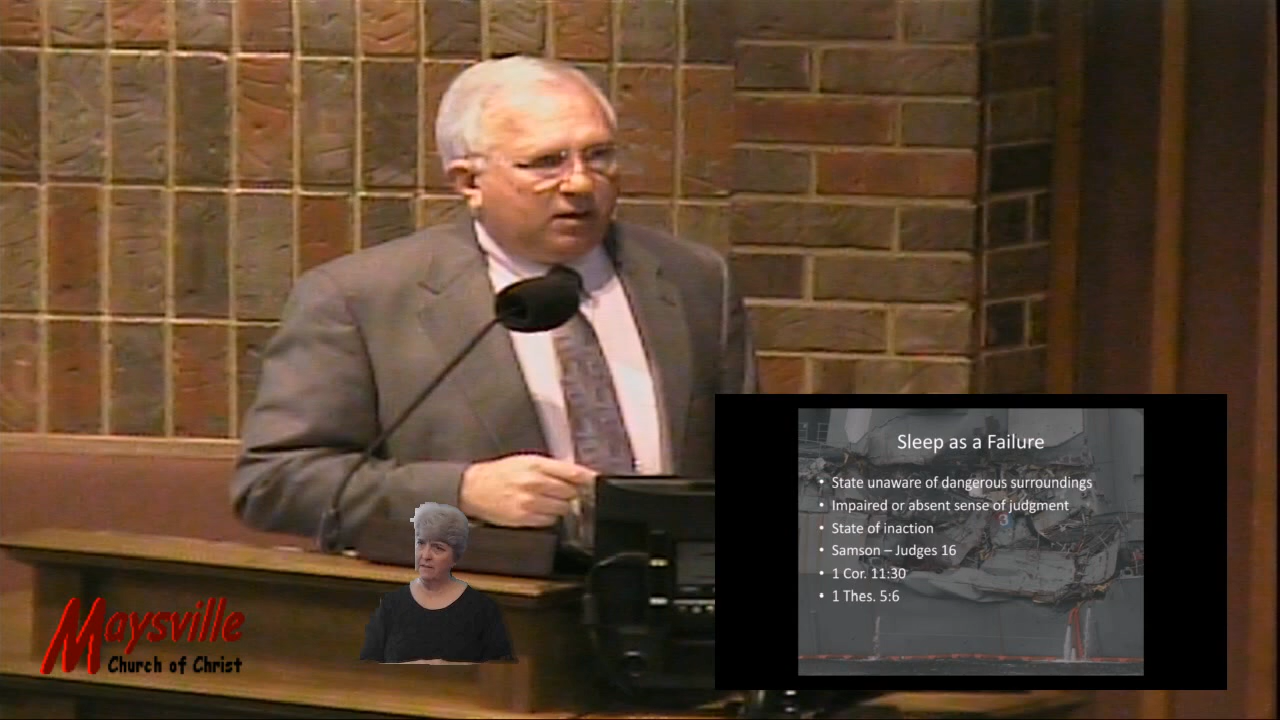 Maysville
Church of Christ
Sleep as a Failure
• State unaware of dangerous surroundings
• Impaired or absent sense of judgment
• State of inaction
• Samson – Judges 16
• 1 Cor. 11:30
• 1 Thes. 5:6
3